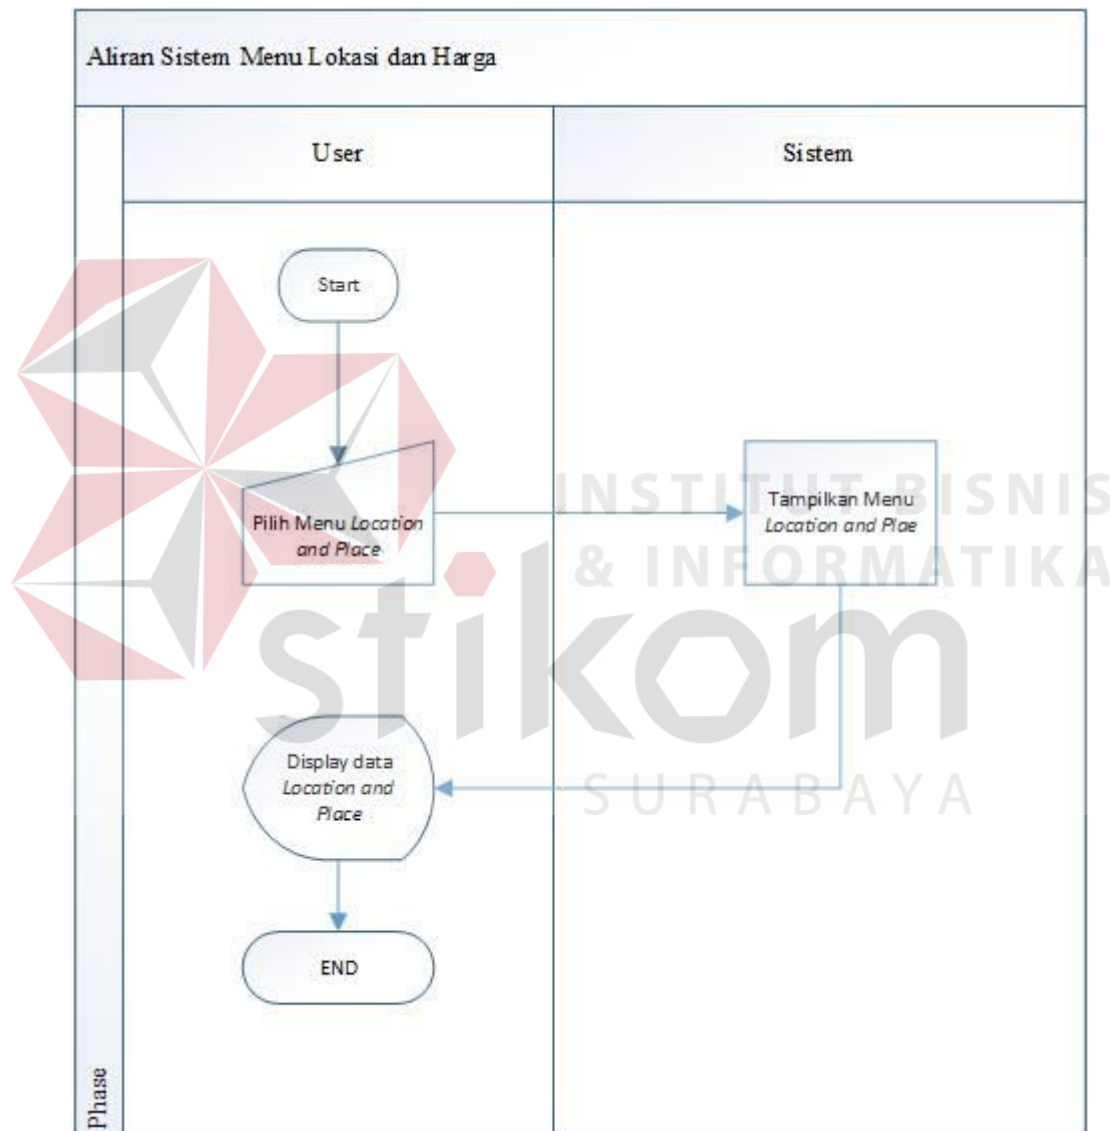 Aliran Sistem Menu Lokasi dan Harga
User
Sistem
Start
Pilih Menu Location
and Place
Tampilkan Menu
Location and Plae
INSTITUT BISNIS
& INFORMATIKA
stikom
SURABAYA
Display data
Location and
Place
END
Phase